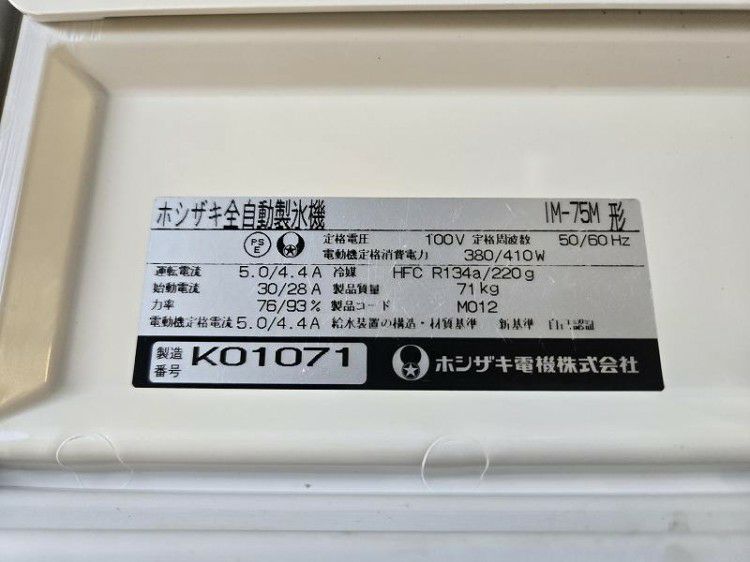 ホシザキ全自動製氷機 IM-75M 形
PS E 定格電圧 100V 定格周波数 50/60Hz
電動機定格消費電力 380/410W
運転電流 5.0/4.4A 冷媒 HFC R134a/220g
始動電流 30/28A 製品質量 71kg
力率 76/93% 製品コード M012
電動機定格電流 5.0/4.4A 給水装置の構造・材質基準 新基準 自己認証
製造番号 K01071 ホシザキ電機株式会社